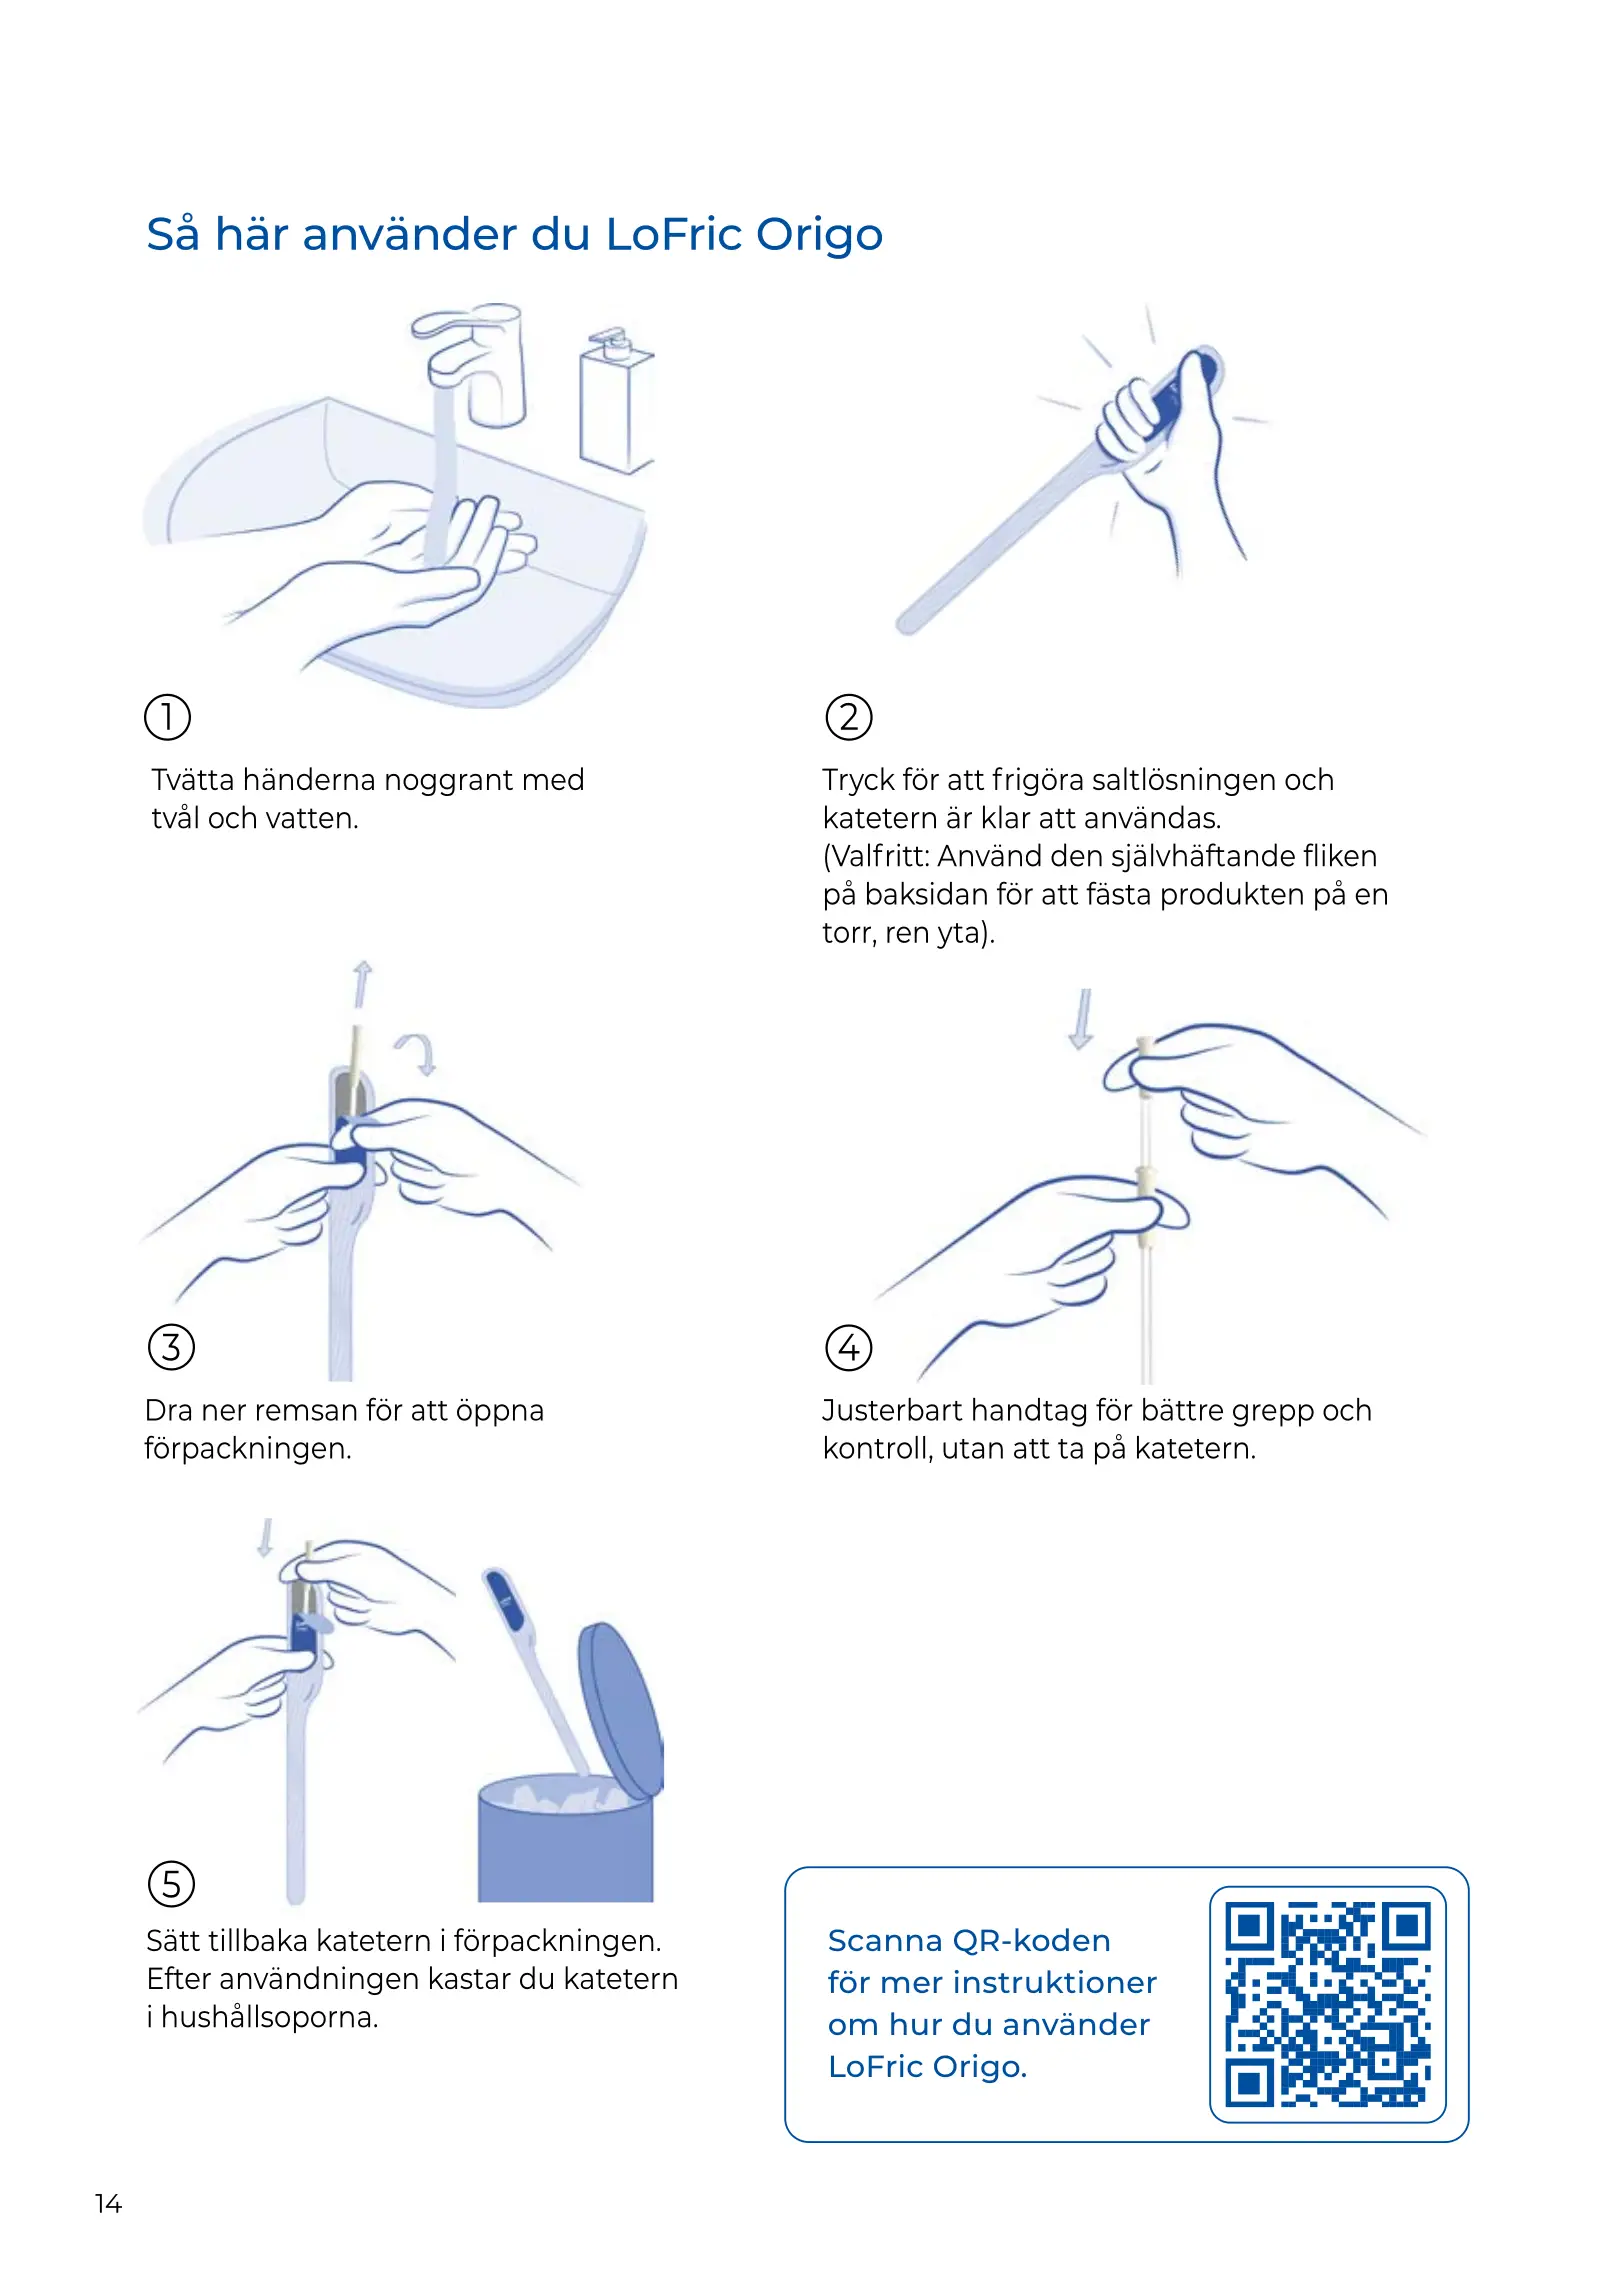 Så här använder du LoFric Origo
1
Tvätta händerna noggrant med
tvål och vatten.
2
Tryck för att frigöra saltlösningen och
katetern är klar att användas.
(Valfritt: Använd den självhäftande fliken
på baksidan för att fästa produkten på en
torr, ren yta).
3
Dra ner remsan för att öppna
förpackningen.
4
Justerbart handtag för bättre grepp och
kontroll, utan att ta på katetern.
5
Sätt tillbaka katetern i förpackningen.
Efter användningen kastar du katetern
i hushållsoporna.
Scanna QR-koden
för mer instruktioner
om hur du använder
LoFric Origo.
14